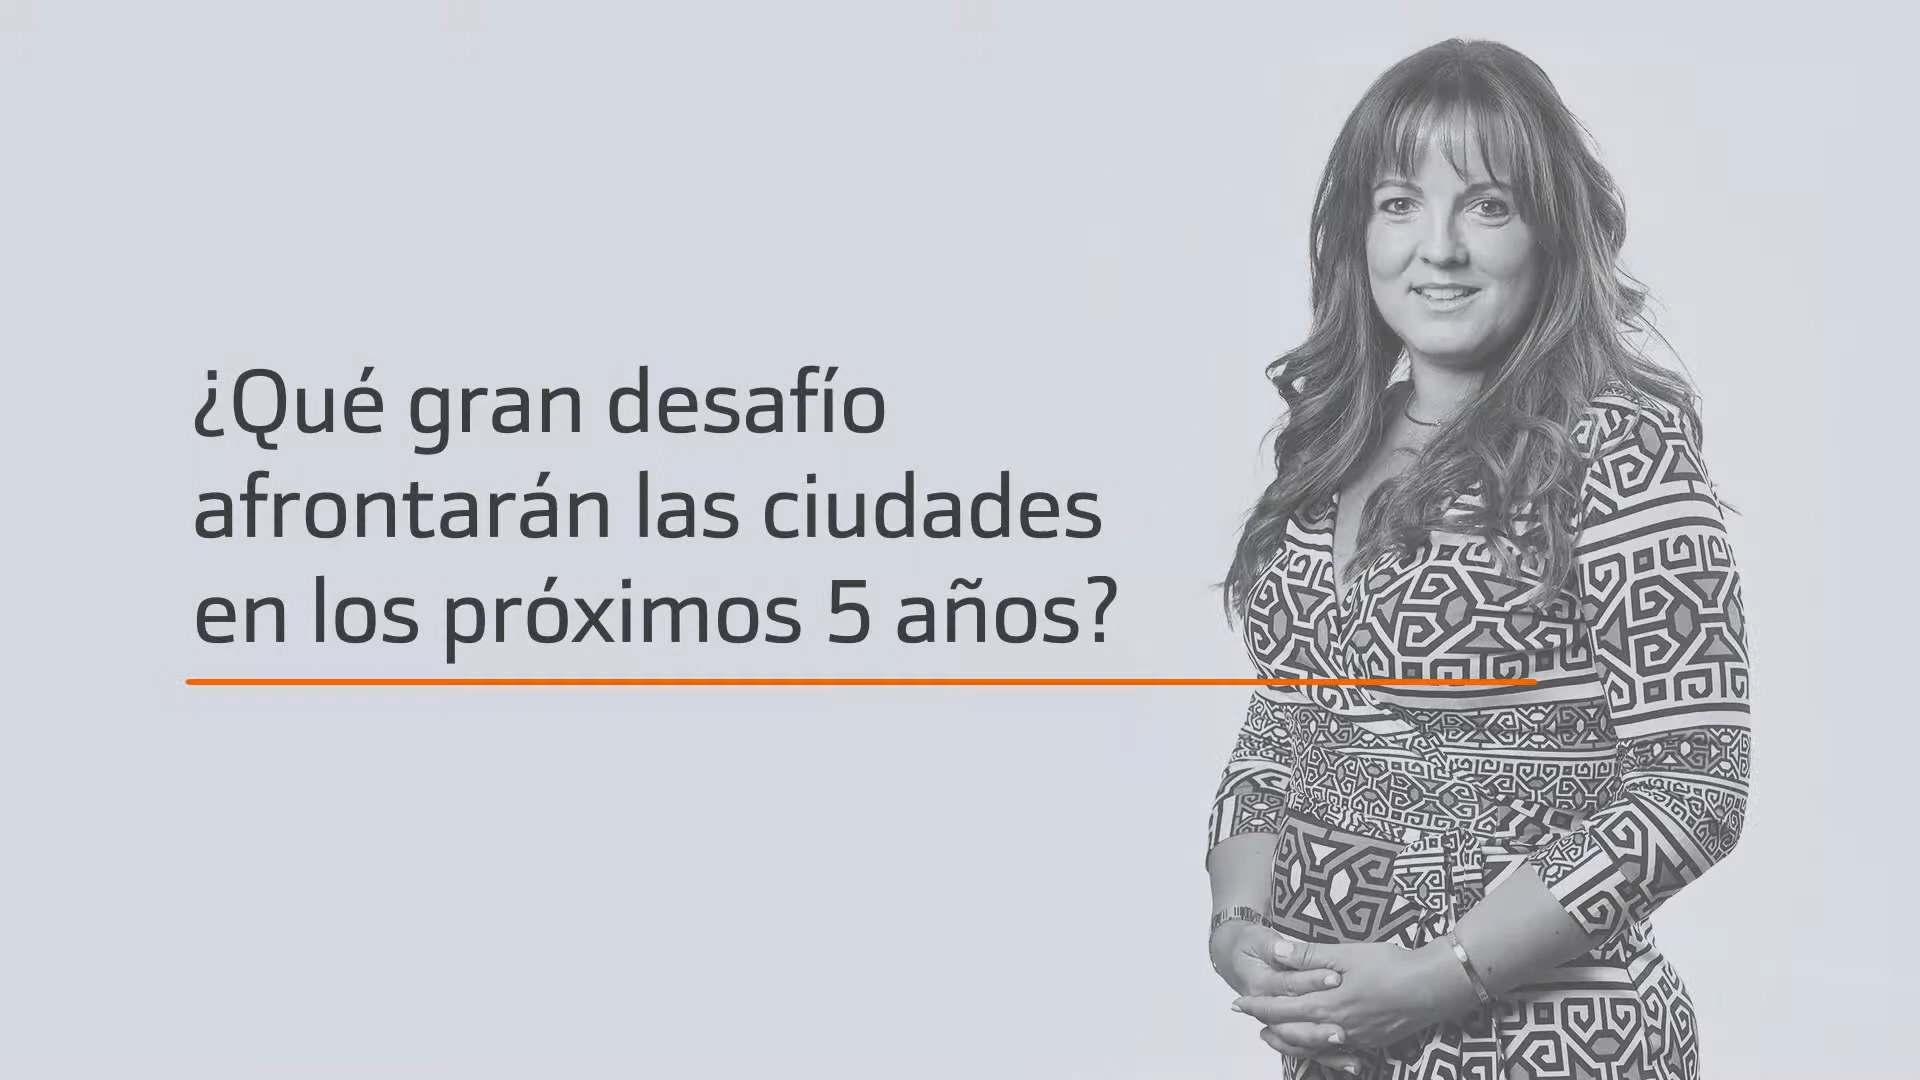 ¿Qué gran desafío
afrontarán las ciudades
en los próximos 5 años?